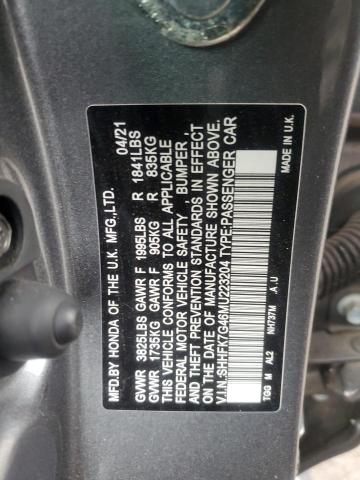 MFD.BY HONDA OF THE U.K. MFG.,LTD. 04/21
GVWR 3825LBS GAWR F 1995LBS R 1841LBS
GVWR 1735KG GAWR F 905KG R 835KG
THIS VEHICLE CONFORMS TO ALL APPLICABLE
FEDERAL MOTOR VEHICLE SAFETY , BUMPER ,
AND THEFT PREVENTION STANDARDS IN EFFECT
ON THE DATE OF MANUFACTURE SHOWN ABOVE.
V.I.N.:SHHFK7G46MU223204 TYPE:PASSENGER CAR
NH737M A U MADE IN U.K.
TGG M AL2